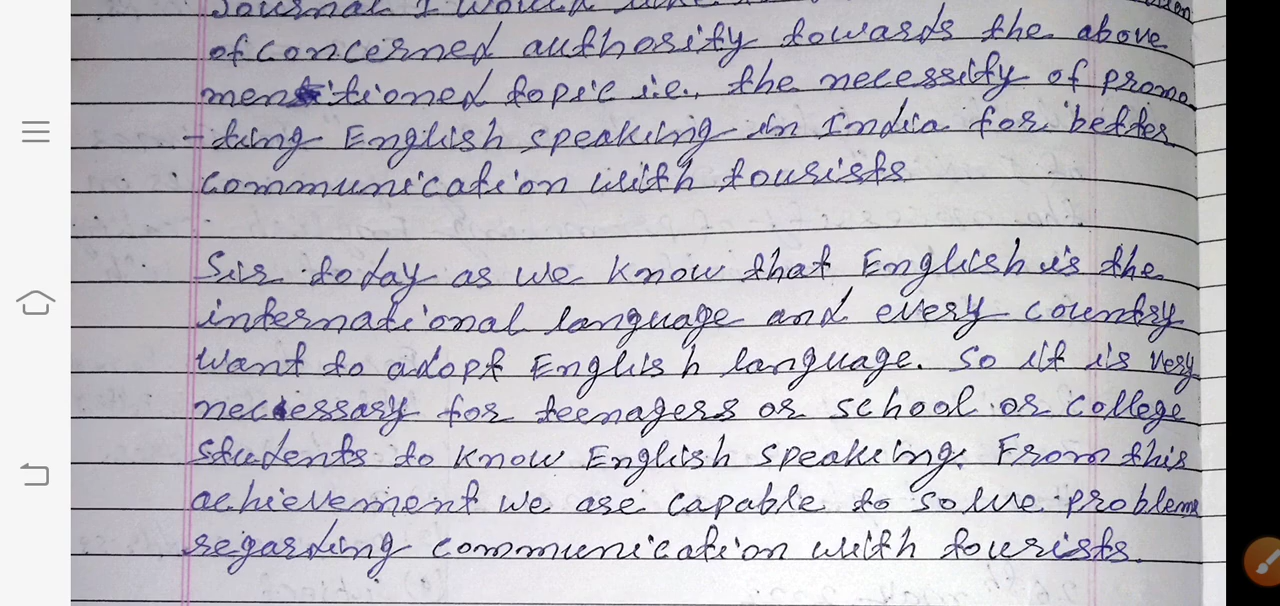 Journal I would
of concerned authority towards the above
mentioned topic i.e., the necessity of promo
-ting English speaking in India for better
communication with tourists
Sir today as we know that English is the
international language and every country
want to adopt English language. So it is very
necessary for teenagers or school or college
students to know English speaking. From this
achievement we are capable to solve problems
regarding communication with tourists.